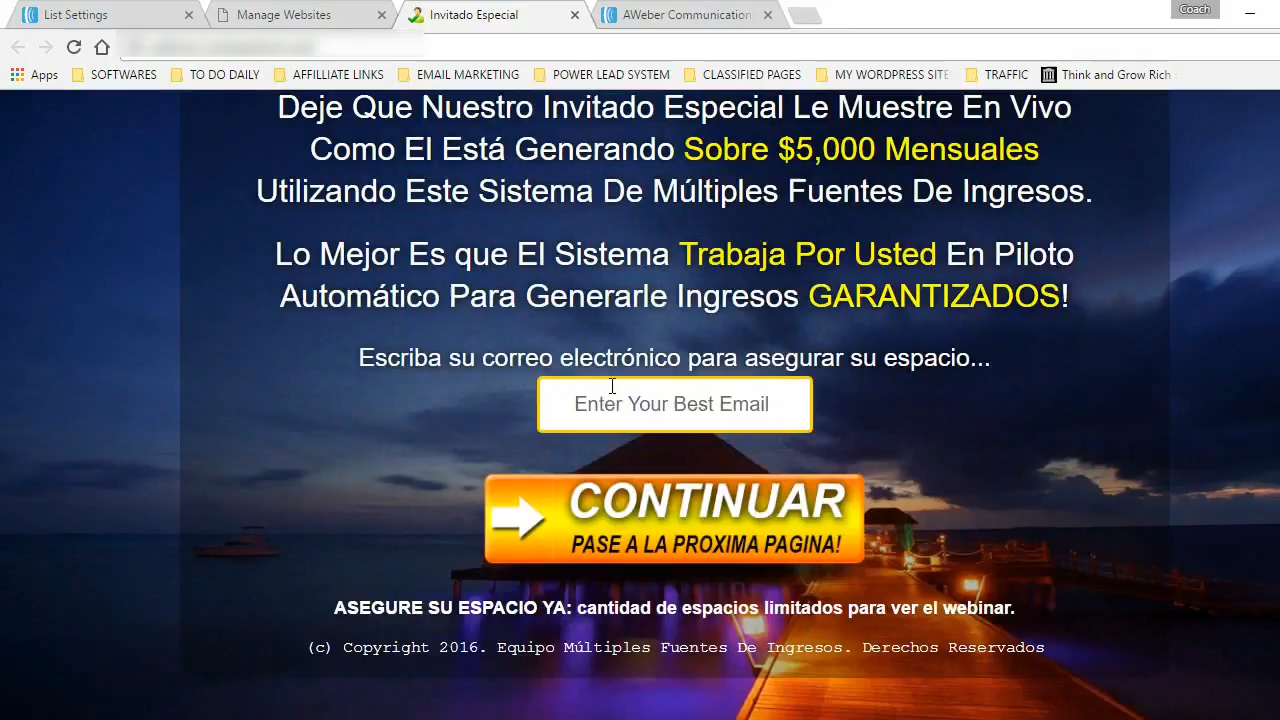 List Settings
Manage Websites
Invitado Especial
AWeber Communication
Coach
Apps
SOFTWARES
TO DO DAILY
AFFILLIATE LINKS
EMAIL MARKETING
POWER LEAD SYSTEM
CLASSIFIED PAGES
MY WORDPRESS SITE
TRAFFIC
Think and Grow Rich
Deje Que Nuestro Invitado Especial Le Muestre En Vivo
Como El Está Generando Sobre $5,000 Mensuales
Utilizando Este Sistema De Múltiples Fuentes De Ingresos.
Lo Mejor Es que El Sistema Trabaja Por Usted En Piloto
Automático Para Generarle Ingresos GARANTIZADOS!
Escriba su correo electrónico para asegurar su espacio...
Enter Your Best Email
CONTINUAR
PASE A LA PROXIMA PAGINA!
ASEGURE SU ESPACIO YA: cantidad de espacios limitados para ver el webinar.
(c) Copyright 2016. Equipo Múltiples Fuentes De Ingresos. Derechos Reservados